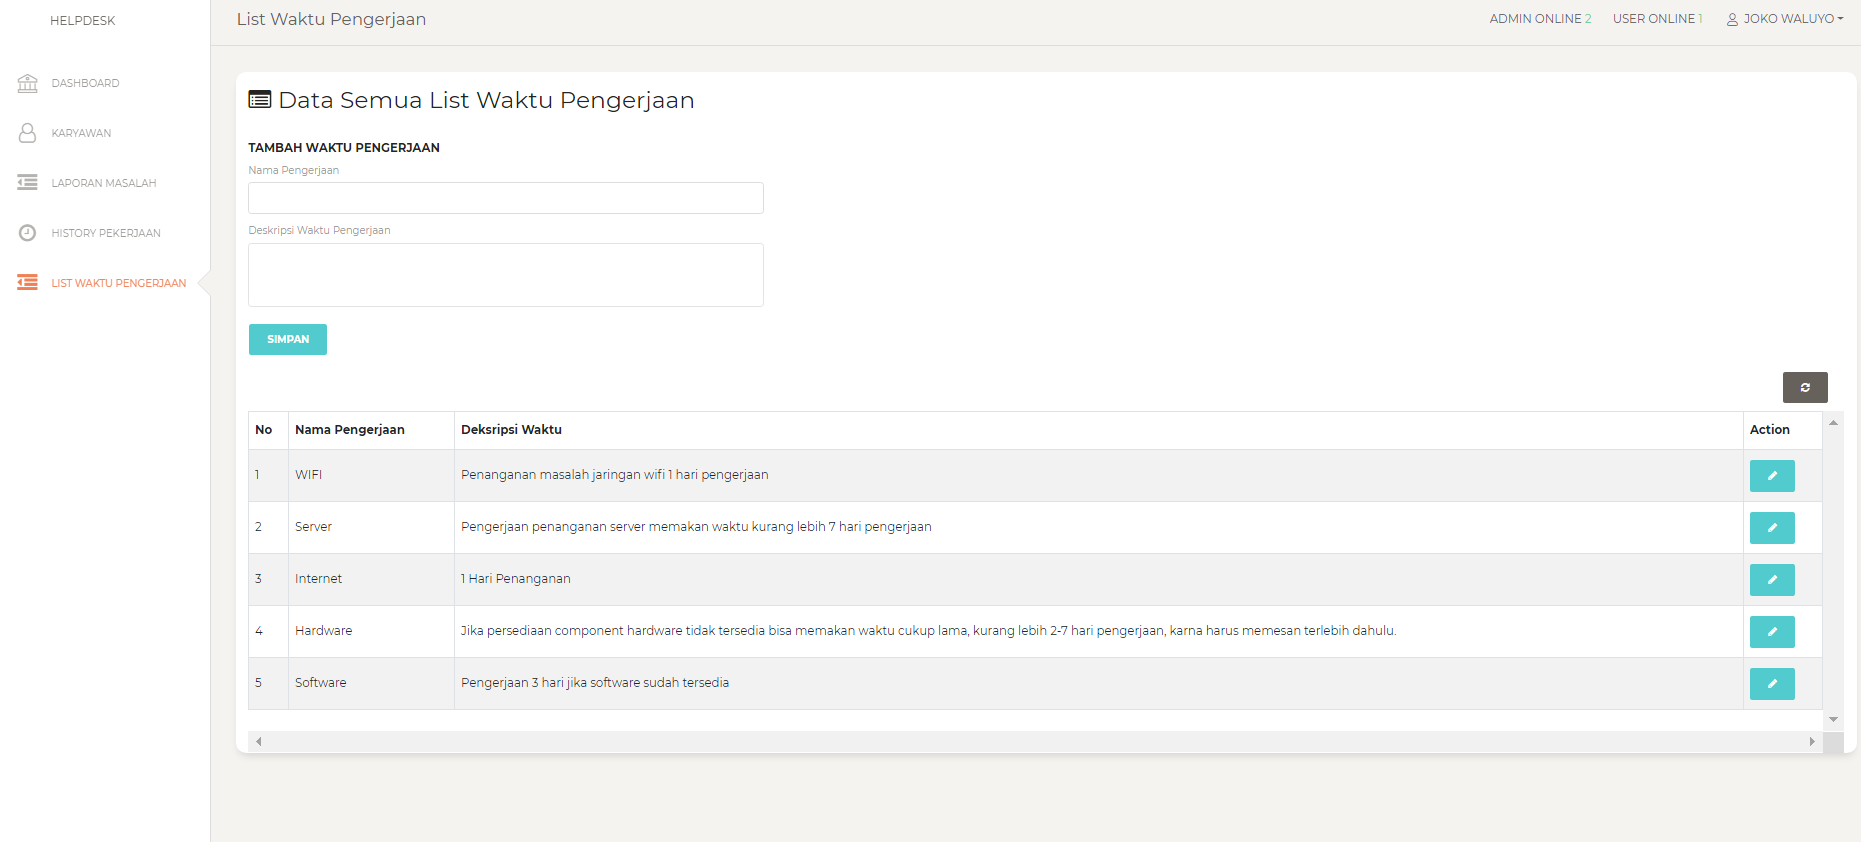 HELPDESK
List Waktu Pengerjaan
ADMIN ONLINE 2 USER ONLINE 1 JOKO WALUYO
DASHBOARD
KARYAWAN
LAPORAN MASALAH
HISTORY PEKERJAAN
LIST WAKTU PENGERJAAN
Data Semua List Waktu Pengerjaan
TAMBAH WAKTU PENGERJAAN
Nama Pengerjaan
Deskripsi Waktu Pengerjaan
SIMPAN
No Nama Pengerjaan Deksripsi Waktu Action
1 WIFI Penanganan masalah jaringan wifi 1 hari pengerjaan
2 Server Pengerjaan penanganan server memakan waktu kurang lebih 7 hari pengerjaan
3 Internet 1 Hari Penanganan
4 Hardware Jika persediaan component hardware tidak tersedia bisa memakan waktu cukup lama, kurang lebih 2-7 hari pengerjaan, karna harus memesan terlebih dahulu.
5 Software Pengerjaan 3 hari jika software sudah tersedia